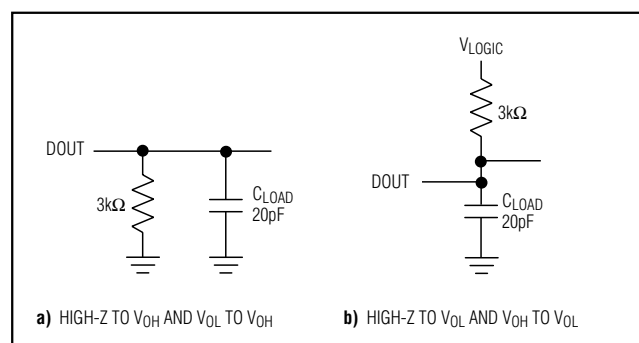 DOUT
3kΩ
CLOAD
20pF
a) HIGH-Z TO VOH AND VOL TO VOH
VLOGIC
3kΩ
DOUT
CLOAD
20pF
b) HIGH-Z TO VOL AND VOH TO VOL